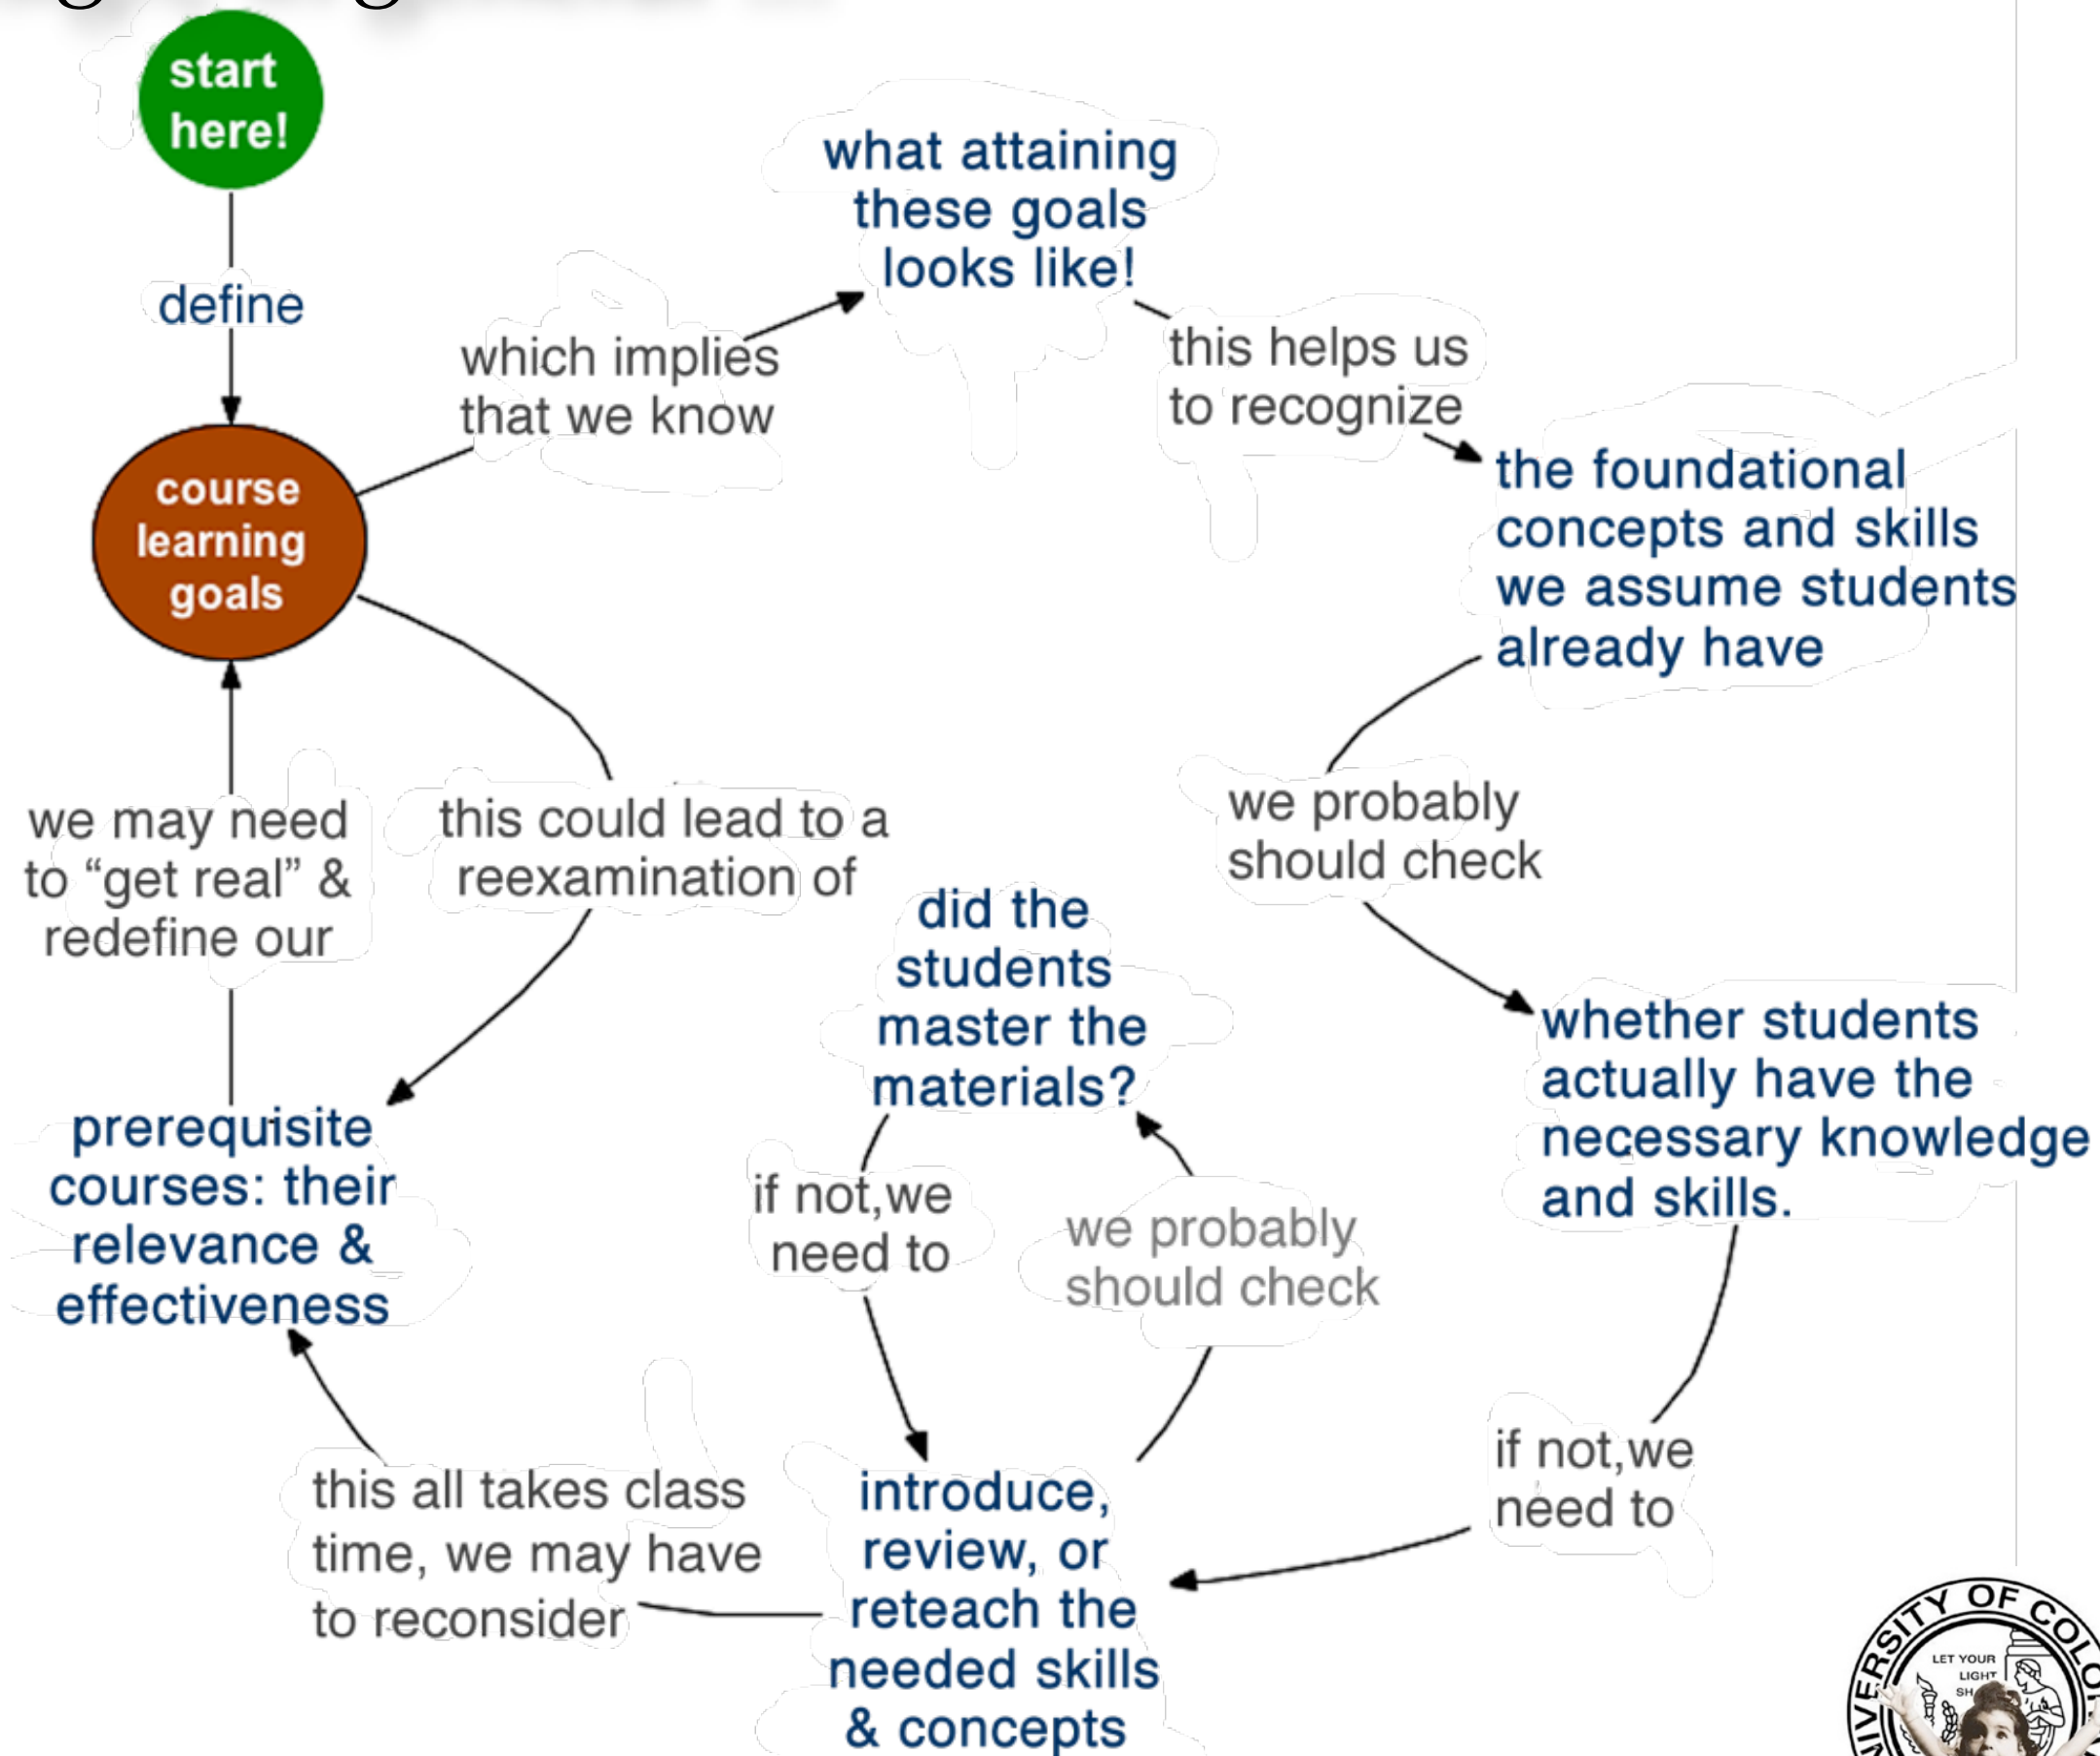 start
here!
define
course
learning
goals
which implies
that we know
what attaining
these goals
looks like!
this helps us
to recognize
the foundational
concepts and skills
we assume students
already have
we probably
should check
whether students
actually have the
necessary knowledge
and skills.
if not,we
need to
introduce,
review, or
reteach the
needed skills
& concepts
we probably
should check
did the
students
master the
materials?
if not,we
need to
this all takes class
time, we may have
to reconsider
prerequisite
courses: their
relevance &
effectiveness
we may need
to “get real” &
redefine our
this could lead to a
reexamination of
OF
LET YOUR
LIGHT